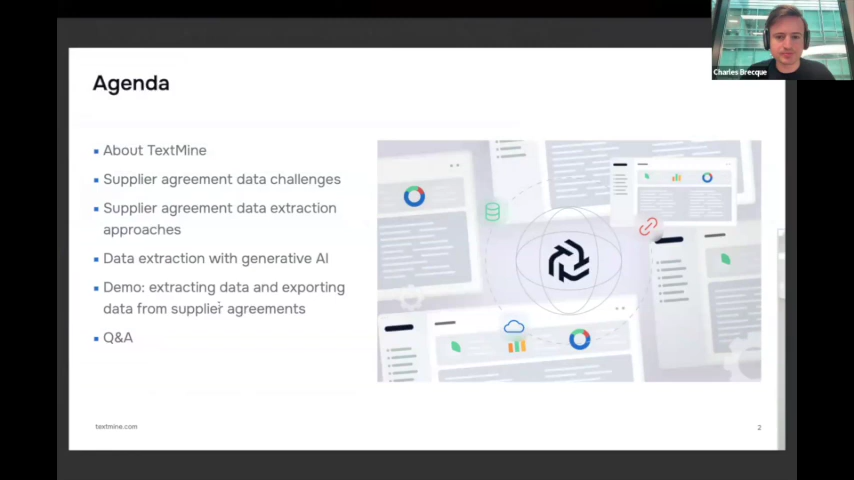 Charles Brecque
Agenda
About TextMine
Supplier agreement data challenges
Supplier agreement data extraction
approaches
Data extraction with generative AI
Demo: extracting data and exporting
data from supplier agreements
Q&A
textmine.com
2